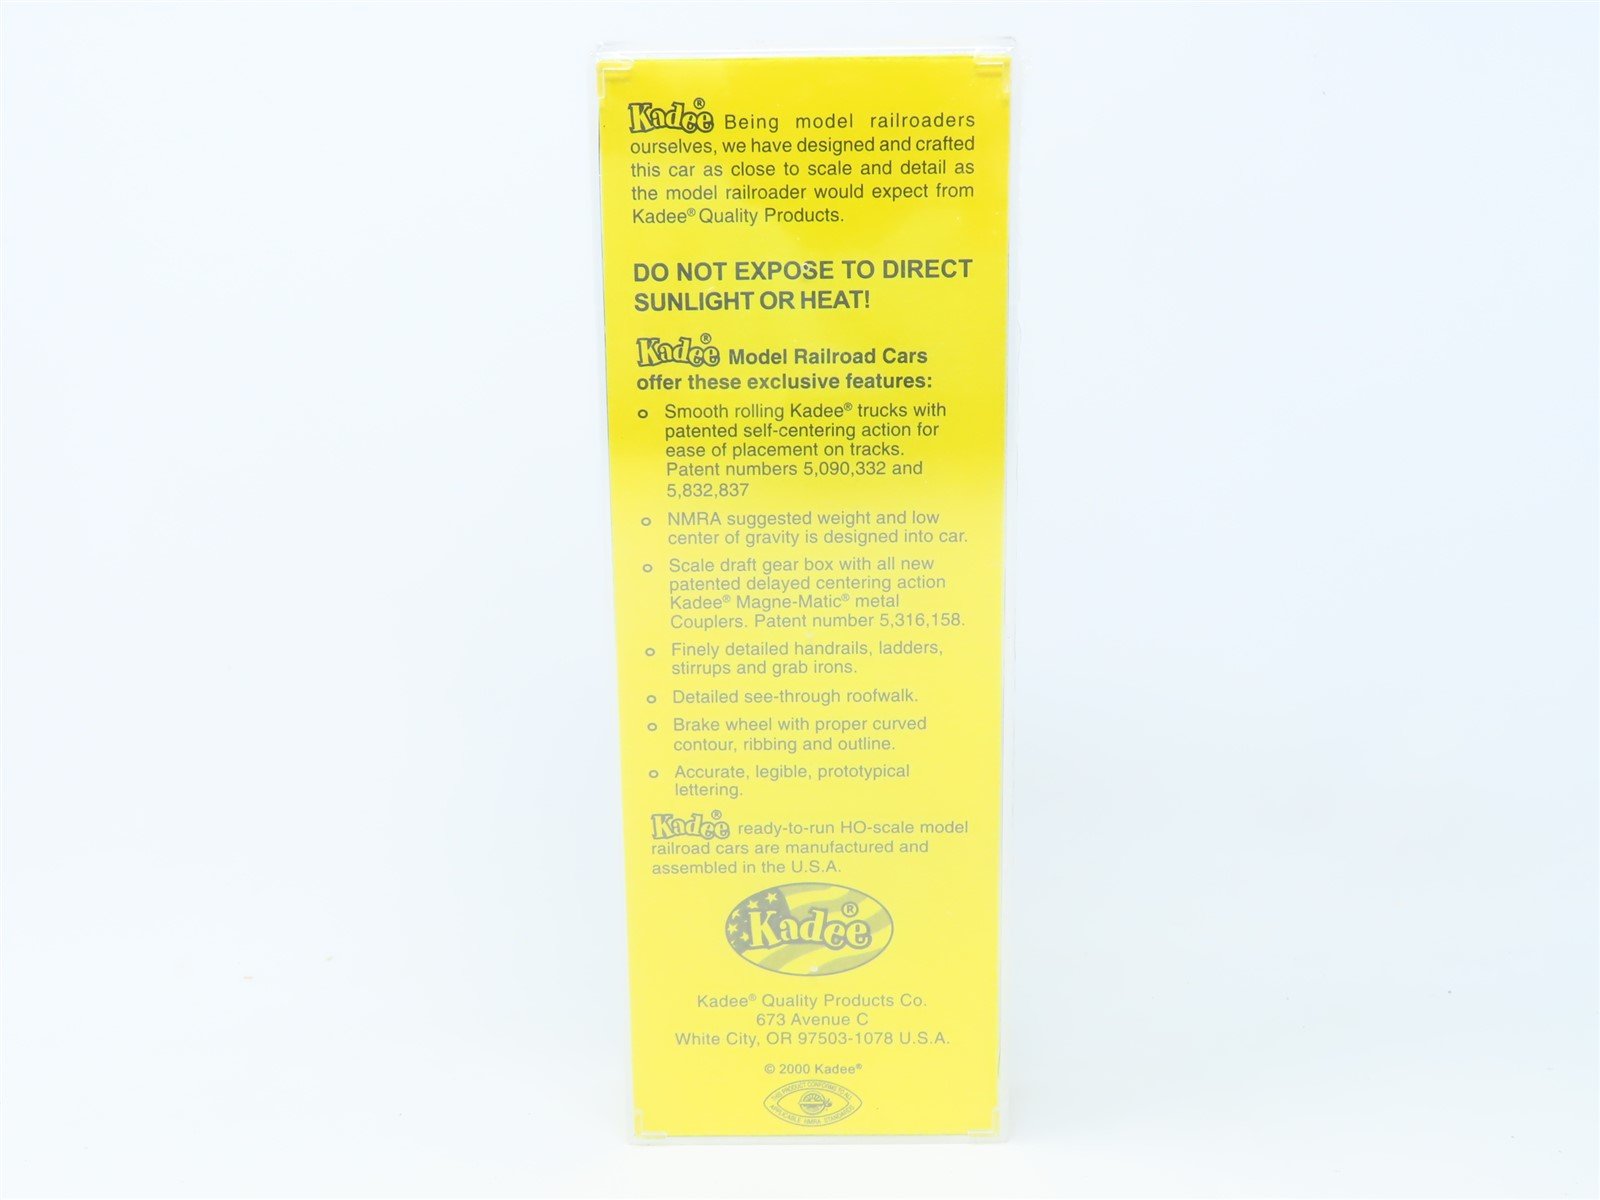 Kadee® Being model railroaders
ourselves, we have designed and crafted
this car as close to scale and detail as
the model railroader would expect from
Kadee® Quality Products.
DO NOT EXPOSE TO DIRECT
SUNLIGHT OR HEAT!
Kadee® Model Railroad Cars
offer these exclusive features:
o Smooth rolling Kadee® trucks with
patented self-centering action for
ease of placement on tracks.
Patent numbers 5,090,332 and
5,832,837
o NMRA suggested weight and low
center of gravity is designed into car.
o Scale draft gear box with all new
patented delayed centering action
Kadee® Magne-Matic® metal
Couplers. Patent number 5,316,158.
o Finely detailed handrails, ladders,
stirrups and grab irons.
o Detailed see-through roofwalk.
o Brake wheel with proper curved
contour, ribbing and outline.
o Accurate, legible, prototypical
lettering.
Kadee® ready-to-run HO-scale model
railroad cars are manufactured and
assembled in the U.S.A.
Kadee®
Kadee® Quality Products Co.
673 Avenue C
White City, OR 97503-1078 U.S.A.
© 2000 Kadee®
THIS PRODUCT CONFORMS TO ALL
APPLICABLE NMRA STANDARDS